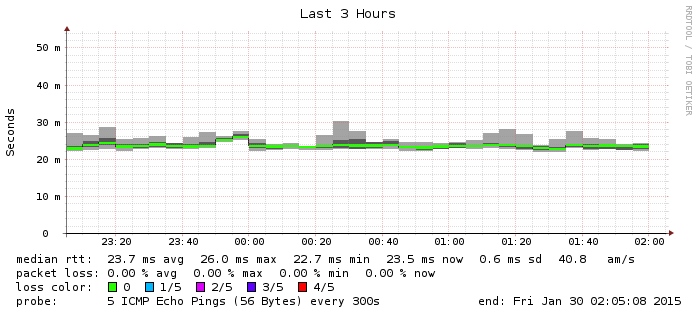 Last 3 Hours
RRDTOOL / TOBI OETIKER
Seconds
50 m
40 m
30 m
20 m
10 m
0
23:20 23:40 00:00 00:20 00:40 01:00 01:20 01:40 02:00
median rtt: 23.7 ms avg 26.0 ms max 22.7 ms min 23.5 ms now 0.6 ms sd 40.8 am/s
packet loss: 0.00 % avg 0.00 % max 0.00 % min 0.00 % now
loss color: 0 1/5 2/5 3/5 4/5
probe: 5 ICMP Echo Pings (56 Bytes) every 300s end: Fri Jan 30 02:05:08 2015